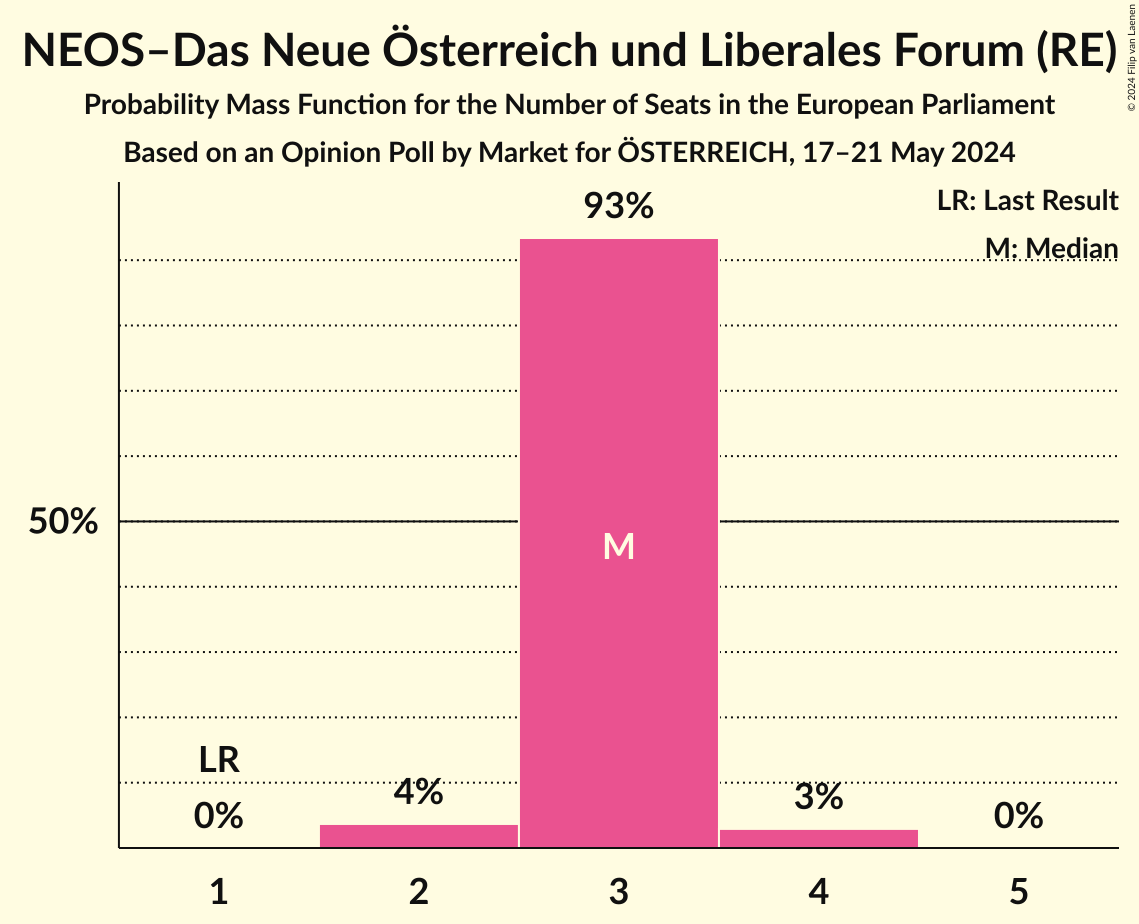 NEOS–Das Neue Österreich und Liberales Forum (RE)
Probability Mass Function for the Number of Seats in the European Parliament
Based on an Opinion Poll by Market for ÖSTERREICH, 17–21 May 2024
© 2024 Filip van Laenen
LR: Last Result
M: Median
93%
50%
M
LR
0%
4%
3%
0%
1
2
3
4
5